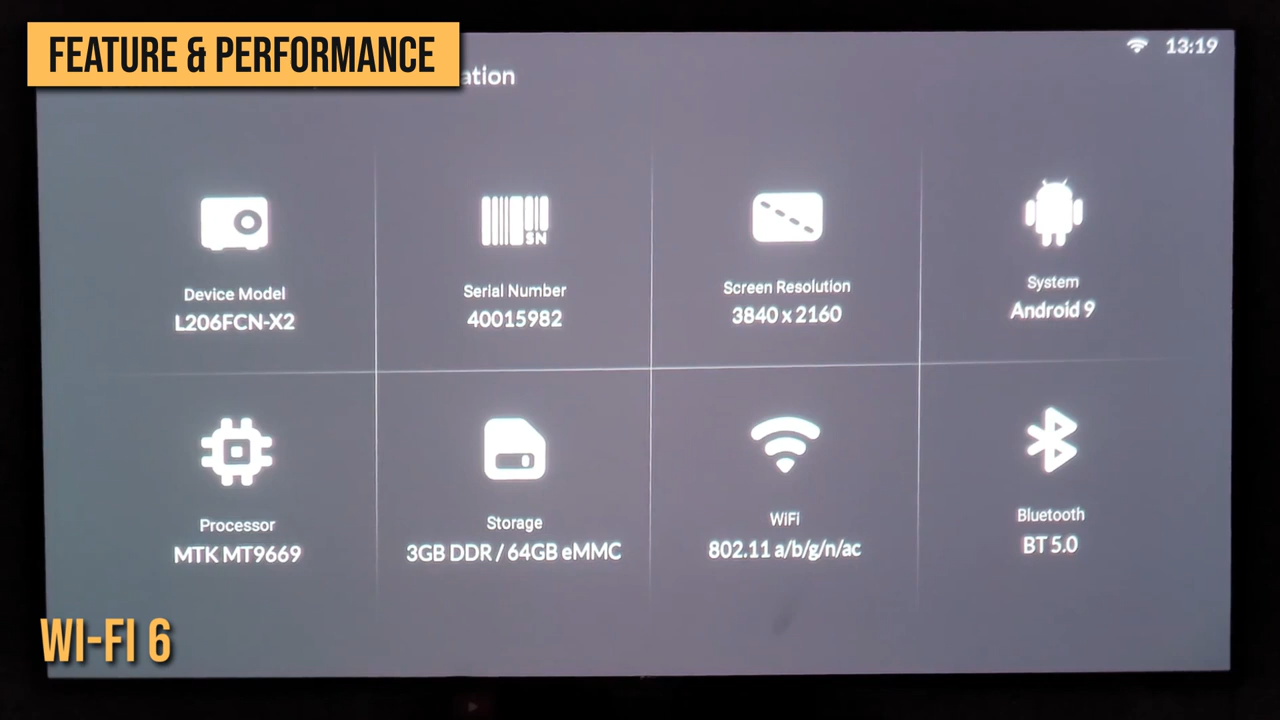 FEATURE & PERFORMANCE
ation
13:19
SN
Device Model
L206FCN-X2
Serial Number
40015982
Screen Resolution
3840 x 2160
System
Android 9
Processor
MTK MT9669
Storage
3GB DDR / 64GB eMMC
WiFi
802.11 a/b/g/n/ac
Bluetooth
BT 5.0
WI-FI 6